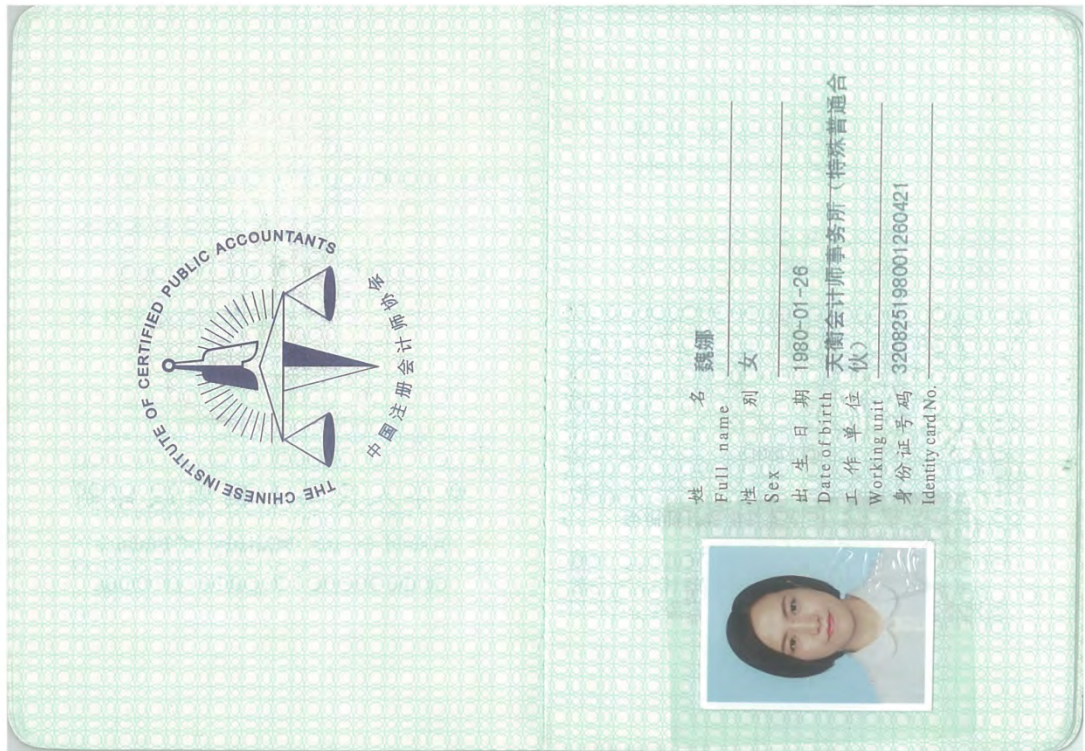 THE CHINESE INSTITUTE OF CERTIFIED PUBLIC ACCOUNTANTS
中国注册会计师协会
姓名 魏娜
Full name
性别 女
Sex
出生日期 1980-01-26
Date of birth
工作单位 天衡会计师事务所（特殊普通合
伙）
Working unit
身份证号码 320825198001260421
Identity card No.